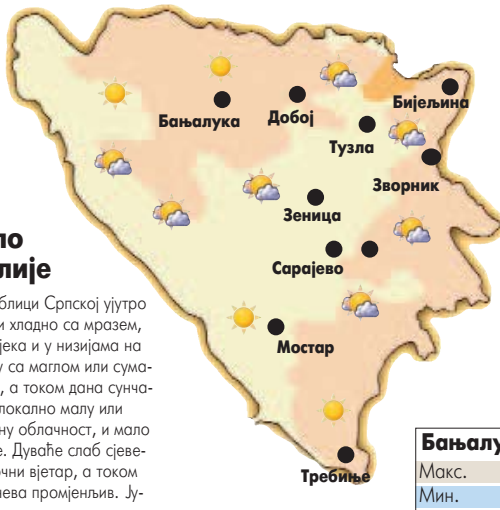 Бањалука
Добој
Бијељина
Тузла
Зворник
Зеница
Сарајево
Мостар
Требиње
ло
лије
блици Српској ујутро
и хладно са мразем,
јека и у низијама на
у са маглом или сума-
, а током дана сунча-
локално малу или
ну облачност, и мало
е. Дуваће слаб сјеве-
чни вјетар, а током
ева промјенљив. Ју-
Бањалу
Макс.
Мин.